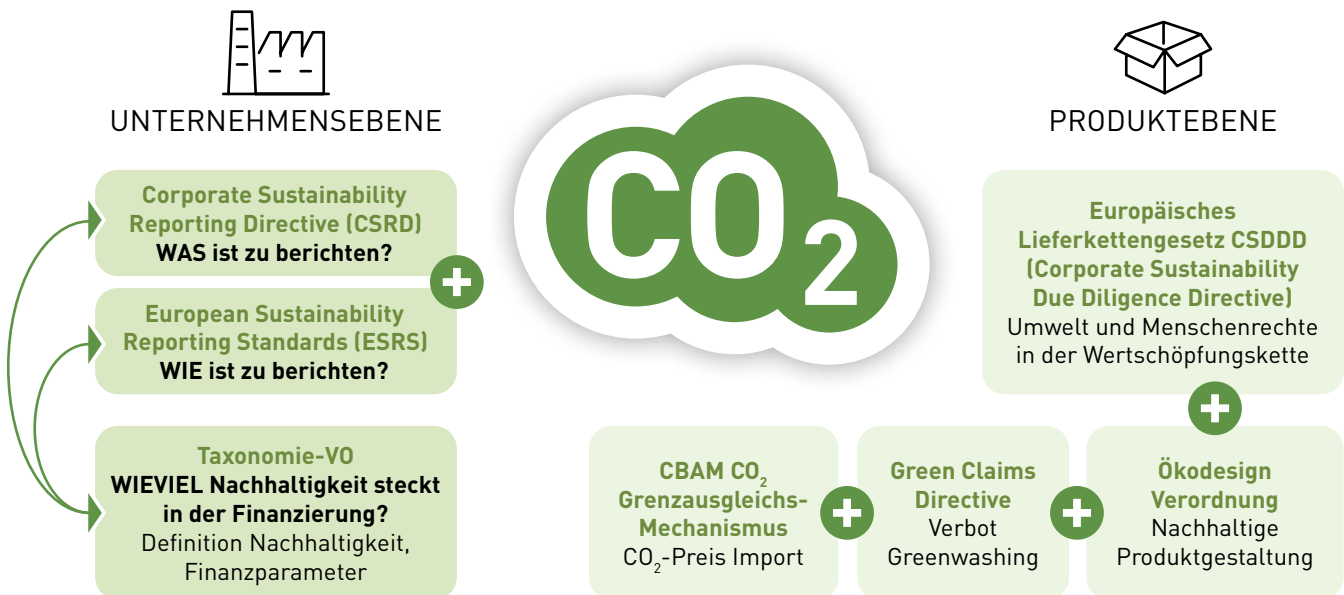 UNTERNEHMENSEBENE
Corporate Sustainability
Reporting Directive (CSRD)
WAS ist zu berichten?
European Sustainability
Reporting Standards (ESRS)
WIE ist zu berichten?
Taxonomie-VO
WIEVIEL Nachhaltigkeit steckt
in der Finanzierung?
Definition Nachhaltigkeit,
Finanzparameter
CO₂
PRODUKTEBENE
Europäisches
Lieferkettengesetz CSDDD
(Corporate Sustainability
Due Diligence Directive)
Umwelt und Menschenrechte
in der Wertschöpfungskette
CBAM CO₂
Grenzausgleichs-
Mechanismus
CO₂-Preis Import
Green Claims
Directive
Verbot
Greenwashing
Ökodesign
Verordnung
Nachhaltige
Produktgestaltung